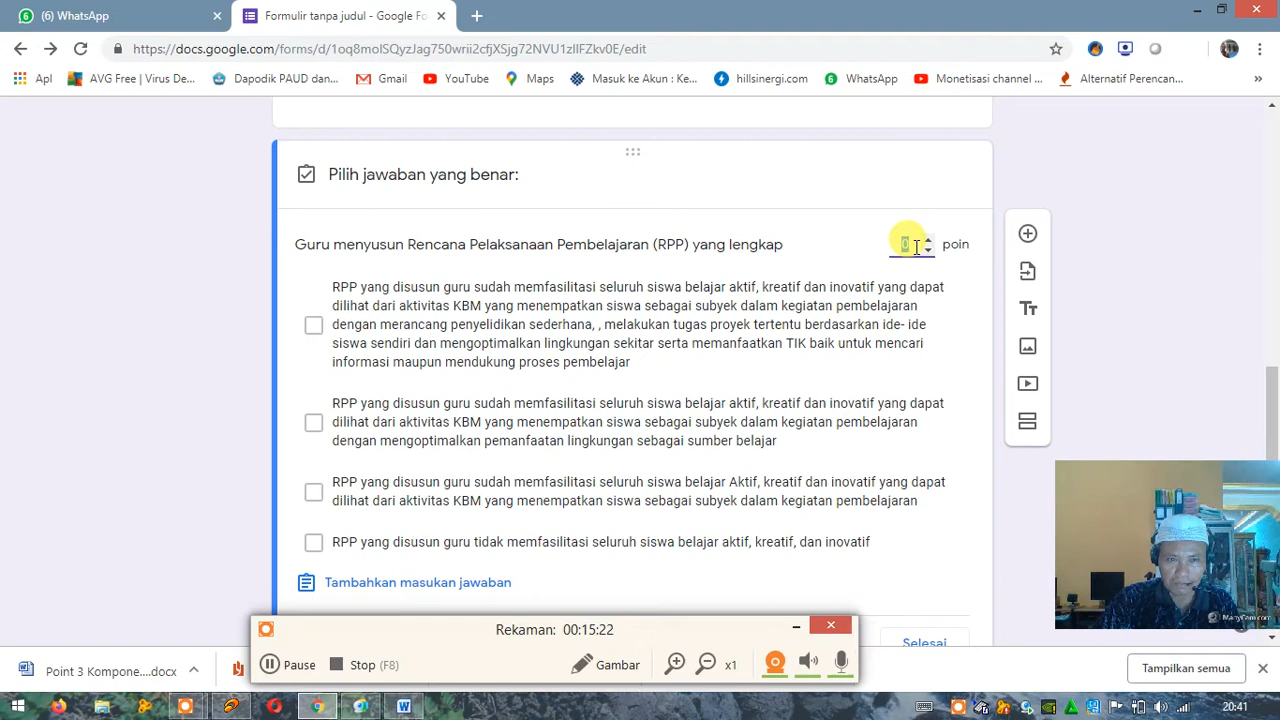 (6) WhatsApp
Formulir tanpa judul - Google Fo
https://docs.google.com/forms/d/1oq8molSQyzJag750wrii2cfjXSjg72NVU1zlIFZkv0E/edit
Apl
AVG Free | Virus De...
Dapodik PAUD dan...
Gmail
YouTube
Maps
Masuk ke Akun : Ke...
hillsinergi.com
WhatsApp
Monetisasi channel ...
Alternatif Perencan...
»
Pilih jawaban yang benar:
Guru menyusun Rencana Pelaksanaan Pembelajaran (RPP) yang lengkap
0
poin
RPP yang disusun guru sudah memfasilitasi seluruh siswa belajar aktif, kreatif dan inovatif yang dapat
dilihat dari aktivitas KBM yang menempatkan siswa sebagai subyek dalam kegiatan pembelajaran
dengan merancang penyelidikan sederhana, , melakukan tugas proyek tertentu berdasarkan ide- ide
siswa sendiri dan mengoptimalkan lingkungan sekitar serta memanfaatkan TIK baik untuk mencari
informasi maupun mendukung proses pembelajar
RPP yang disusun guru sudah memfasilitasi seluruh siswa belajar aktif, kreatif dan inovatif yang dapat
dilihat dari aktivitas KBM yang menempatkan siswa sebagai subyek dalam kegiatan pembelajaran
dengan mengoptimalkan pemanfaatan lingkungan sebagai sumber belajar
RPP yang disusun guru sudah memfasilitasi seluruh siswa belajar Aktif, kreatif dan inovatif yang dapat
dilihat dari aktivitas KBM yang menempatkan siswa sebagai subyek dalam kegiatan pembelajaran
RPP yang disusun guru tidak memfasilitasi seluruh siswa belajar aktif, kreatif, dan inovatif
Tambahkan masukan jawaban
Selesai
Rekaman: 00:15:22
Pause
Stop (F8)
Gambar
x1
ManyCam.com
Point 3 Kompone....docx
Tampilkan semua
20:41